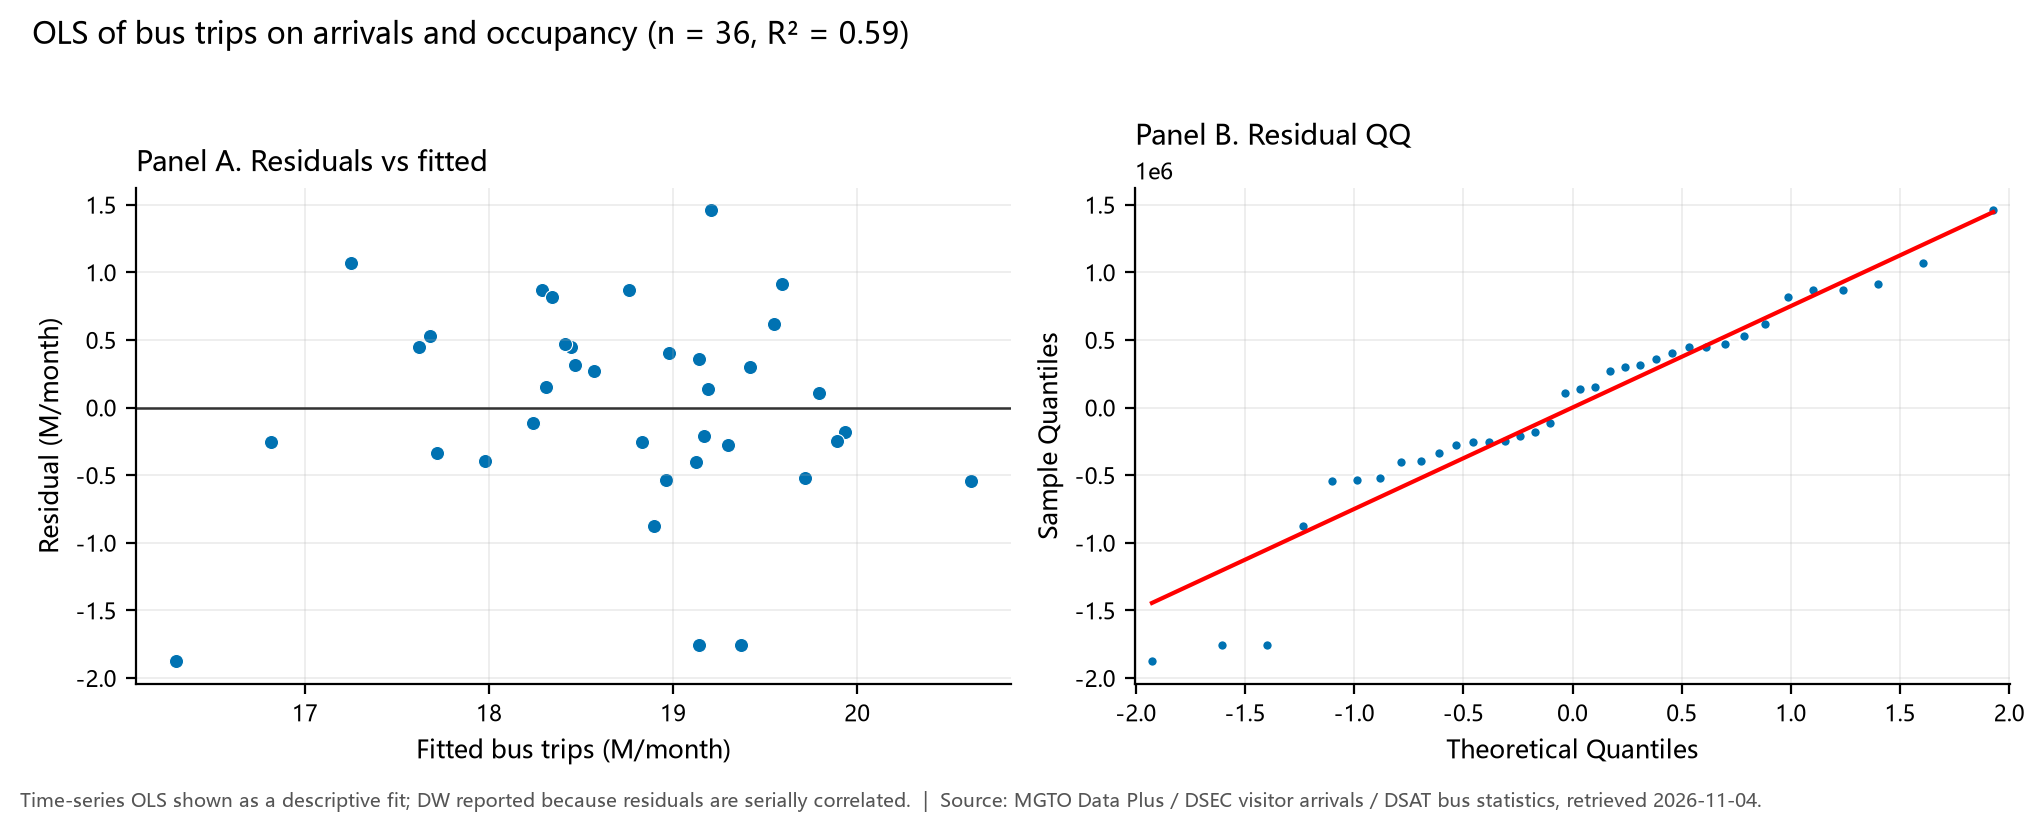 OLS of bus trips on arrivals and occupancy (n = 36, R² = 0.59)
Panel A. Residuals vs fitted
1.5
1.0
0.5
0.0
-0.5
-1.0
-1.5
-2.0
Residual (M/month)
17 18 19 20
Fitted bus trips (M/month)
Panel B. Residual QQ
1e6
1.5
1.0
0.5
0.0
-0.5
-1.0
-1.5
-2.0
Sample Quantiles
-2.0 -1.5 -1.0 -0.5 0.0 0.5 1.0 1.5 2.0
Theoretical Quantiles
Time-series OLS shown as a descriptive fit; DW reported because residuals are serially correlated. | Source: MGTO Data Plus / DSEC visitor arrivals / DSAT bus statistics, retrieved 2026-11-04.